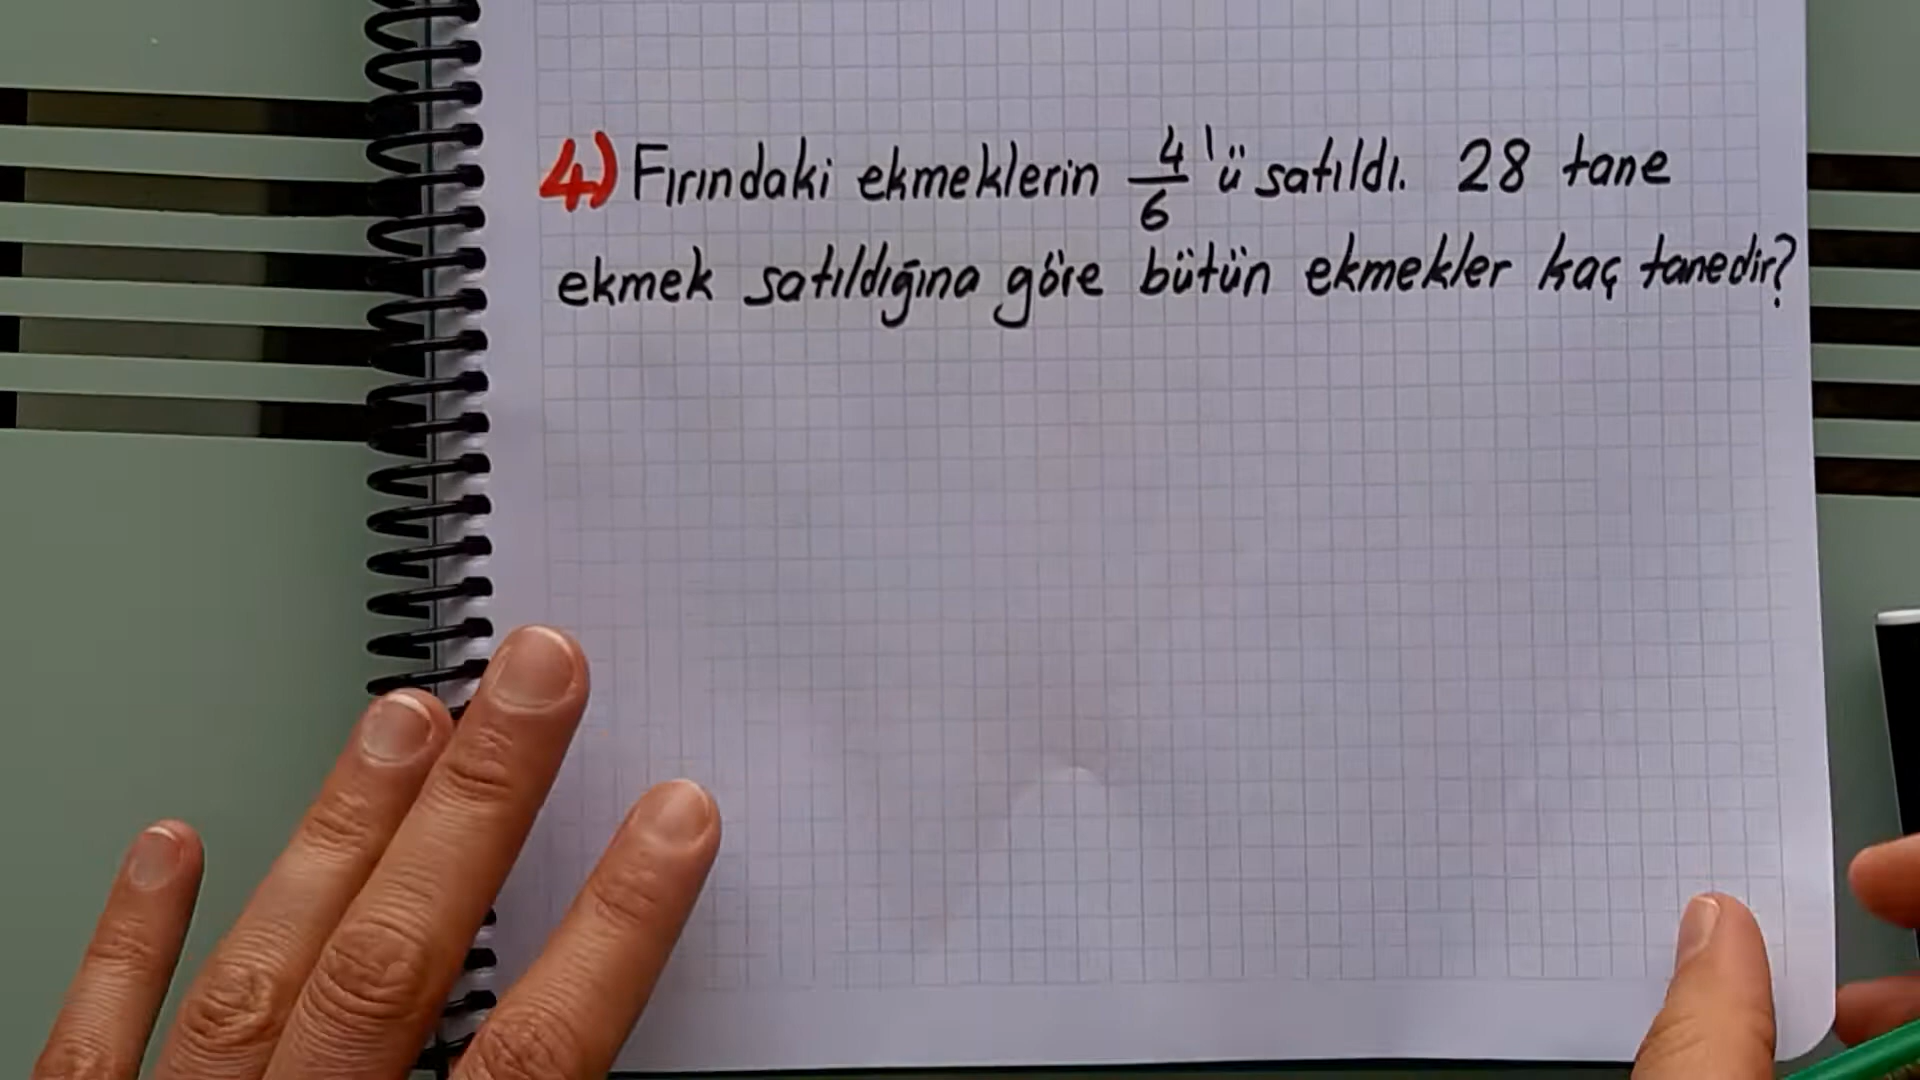 4) Fırındaki ekmeklerin 4/6'ü satıldı. 28 tane
ekmek satıldığına göre bütün ekmekler kaç tanedir?